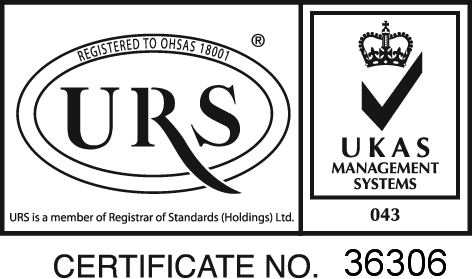 REGISTERED TO OHSAS 18001
®
URS
URS is a member of Registrar of Standards (Holdings) Ltd.
UKAS
MANAGEMENT
SYSTEMS
043
CERTIFICATE NO. 36306